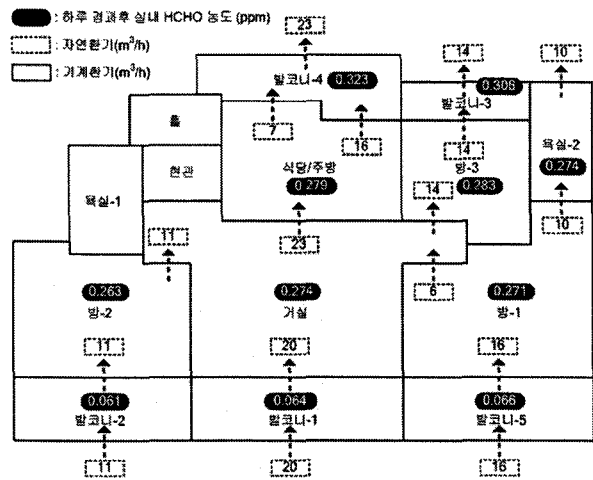 : 하루 경과후 실내 HCHO 농도 (ppm)
: 자연환기(m³/h)
: 기계환기(m³/h)
23
발코니-4 0.323
14
10
0.306
발코니-3
홀
7
16
14
욕실-2
0.274
현관
식당/주방
0.279
방-3
0.283
욕실-1
14
11
23
10
0.263
방-2
0.274
거실
6
0.271
방-1
11
20
16
0.061
발코니-2
0.064
발코니-1
0.066
발코니-5
11
20
16